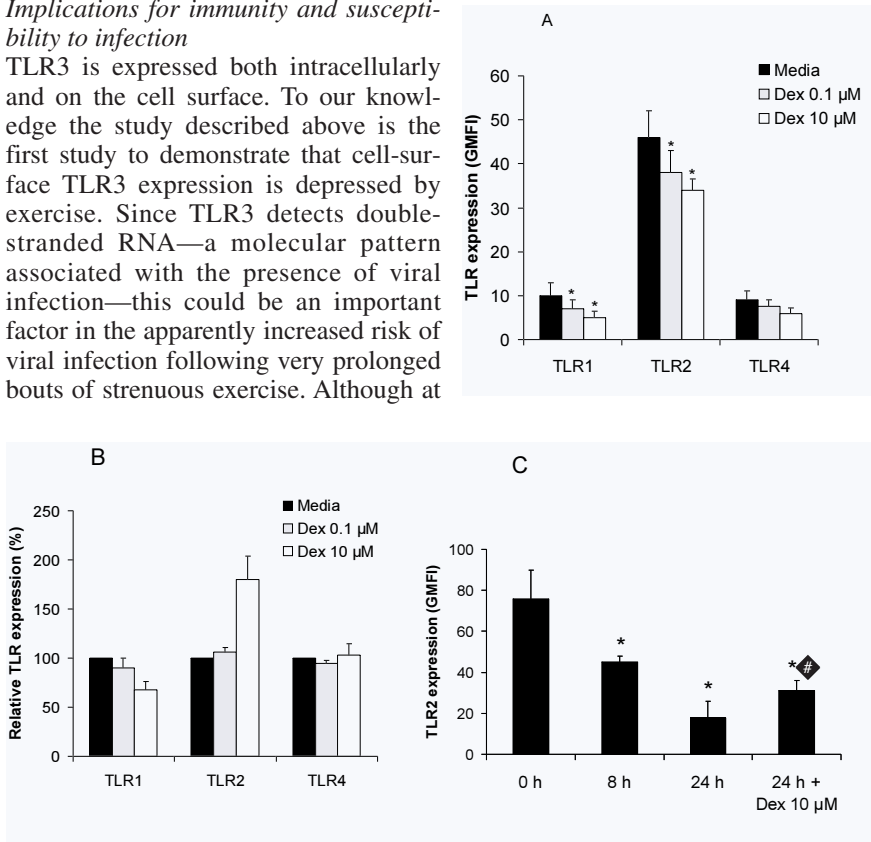 Implications for immunity and suscepti-
bility to infection
TLR3 is expressed both intracellularly
and on the cell surface. To our knowl-
edge the study described above is the
first study to demonstrate that cell-sur-
face TLR3 expression is depressed by
exercise. Since TLR3 detects double-
stranded RNA—a molecular pattern
associated with the presence of viral
infection—this could be an important
factor in the apparently increased risk of
viral infection following very prolonged
bouts of strenuous exercise. Although at
A
TLR expression (GMFI)
60
50
40
30
20
10
0
Media
Dex 0.1 µM
Dex 10 µM
* * * *
TLR1 TLR2 TLR4
B
Relative TLR expression (%)
250
200
150
100
50
0
Media
Dex 0.1 µM
Dex 10 µM
TLR1 TLR2 TLR4
C
TLR2 expression (GMFI)
100
80
60
40
20
0
* * * #
0 h 8 h 24 h 24 h +
Dex 10 µM